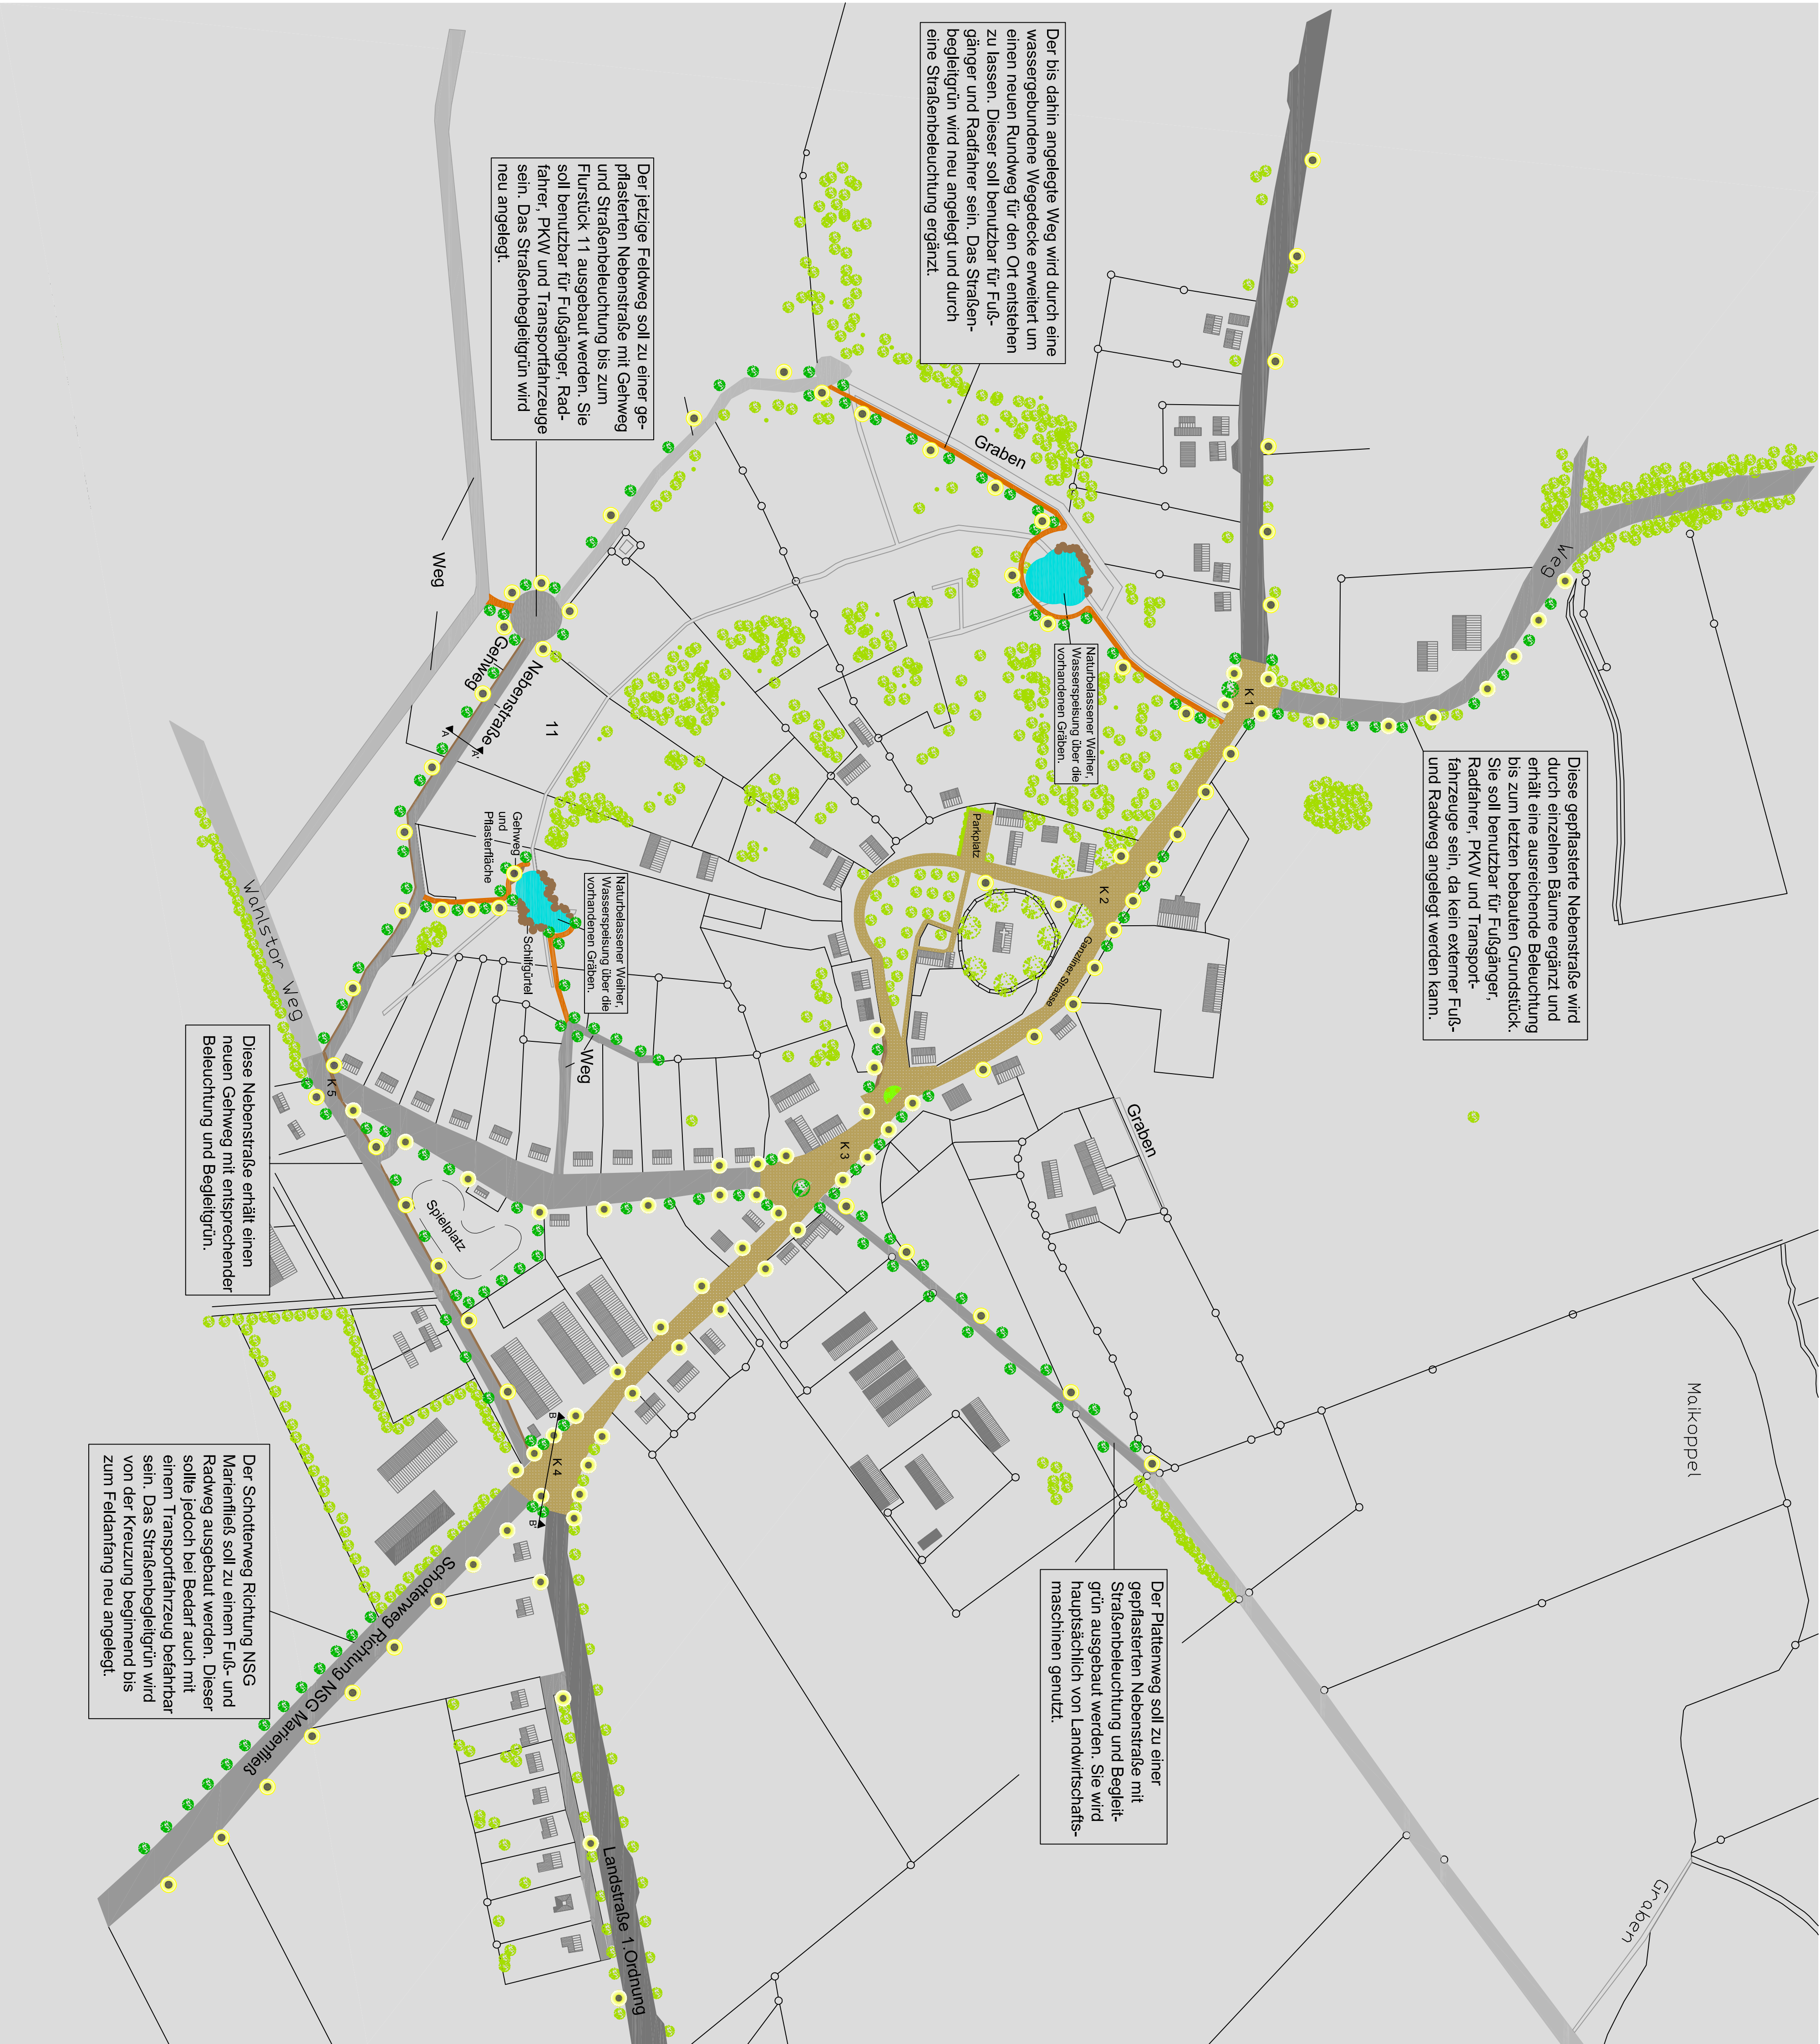 Der bis dahin angelegte Weg wird durch eine
wassergebundene Wegedecke erweitert um
einen neuen Rundweg für den Ort entstehen
zu lassen. Dieser soll benutzbar für Fuß-
gänger und Radfahrer sein. Das Straßen-
begleitgrün wird neu angelegt und durch
eine Straßenbeleuchtung ergänzt.
Der jetzige Feldweg soll zu einer ge-
pflasterten Nebenstraße mit Gehweg
und Straßenbeleuchtung bis zum
Flurstück 11 ausgebaut werden. Sie
soll benutzbar für Fußgänger, Rad-
fahrer, PKW und Transportfahrzeuge
sein. Das Straßenbegleitgrün wird
neu angelegt.
Graben
Weg
Weg
Naturbelassener Weiher,
Wasserspeisung über die
vorhandenen Gräben.
K 1
Diese gepflasterte Nebenstraße wird
durch einzelnen Bäume ergänzt und
erhält eine ausreichende Beleuchtung
bis zum letzten bebauten Grundstück.
Sie soll benutzbar für Fußgänger,
Radfahrer, PKW und Transport-
fahrzeuge sein, da kein externer Fuß-
und Radweg angelegt werden kann.
Gehweg
Nebenstraße
11
A
A'
Parkplatz
K 2
Ganzliner Strasse
Gehweg
und
Pflasterfläche
Naturbelassener Weiher,
Wasserspeisung über die
vorhandenen Gräben.
Schilfgürtel
Wahlstor Weg
Weg
K 5
K 3
Graben
Diese Nebenstraße erhält einen
neuen Gehweg mit entsprechender
Beleuchtung und Begleitgrün.
Spielplatz
Maikoppel
B
K 4
B'
Der Schotterweg Richtung NSG
Marienfließ soll zu einem Fuß- und
Radweg ausgebaut werden. Dieser
sollte jedoch bei Bedarf auch mit
einem Transportfahrzeug befahrbar
sein. Das Straßenbegleitgrün wird
von der Kreuzung beginnend bis
zum Feldanfang neu angelegt.
Schotterweg Richtung NSG Marienfließ
Der Plattenweg soll zu einer
gepflasterten Nebenstraße mit
Straßenbeleuchtung und Begleit-
grün ausgebaut werden. Sie wird
hauptsächlich von Landwirtschafts-
maschinen genutzt.
Landstraße 1.Ordnung
Graben